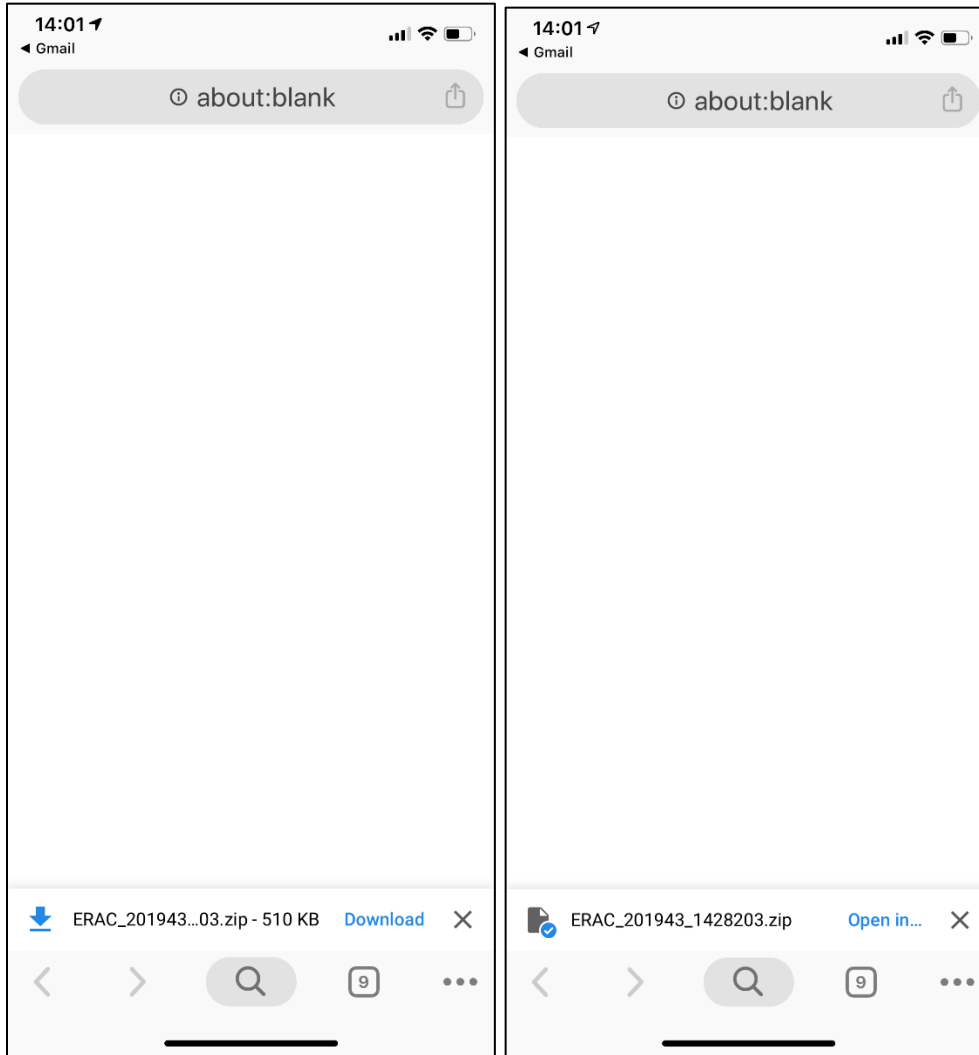 14:01
◀ Gmail
about:blank
ERAC_201943...03.zip - 510 KB Download
9
14:01
◀ Gmail
about:blank
ERAC_201943_1428203.zip Open in...
9